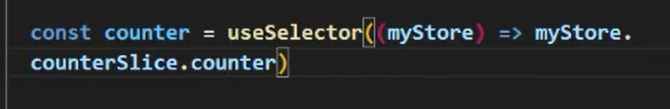 const counter = useSelector((myStore) => myStore.
counterSlice.counter)